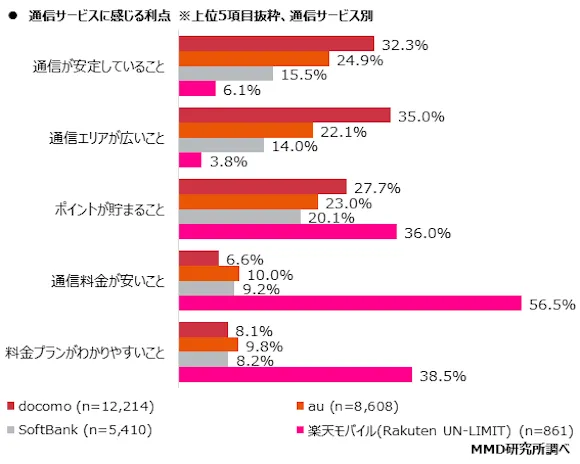 ● 通信サービスに感じる利点 ※上位5項目抜粋、通信サービス別
通信が安定していること
32.3%
24.9%
15.5%
6.1%
通信エリアが広いこと
35.0%
22.1%
14.0%
3.8%
ポイントが貯まること
27.7%
23.0%
20.1%
36.0%
通信料金が安いこと
6.6%
10.0%
9.2%
56.5%
料金プランがわかりやすいこと
8.1%
9.8%
8.2%
38.5%
docomo (n=12,214)
au (n=8,608)
SoftBank (n=5,410)
楽天モバイル(Rakuten UN-LIMIT) (n=861)
MMD研究所調べ